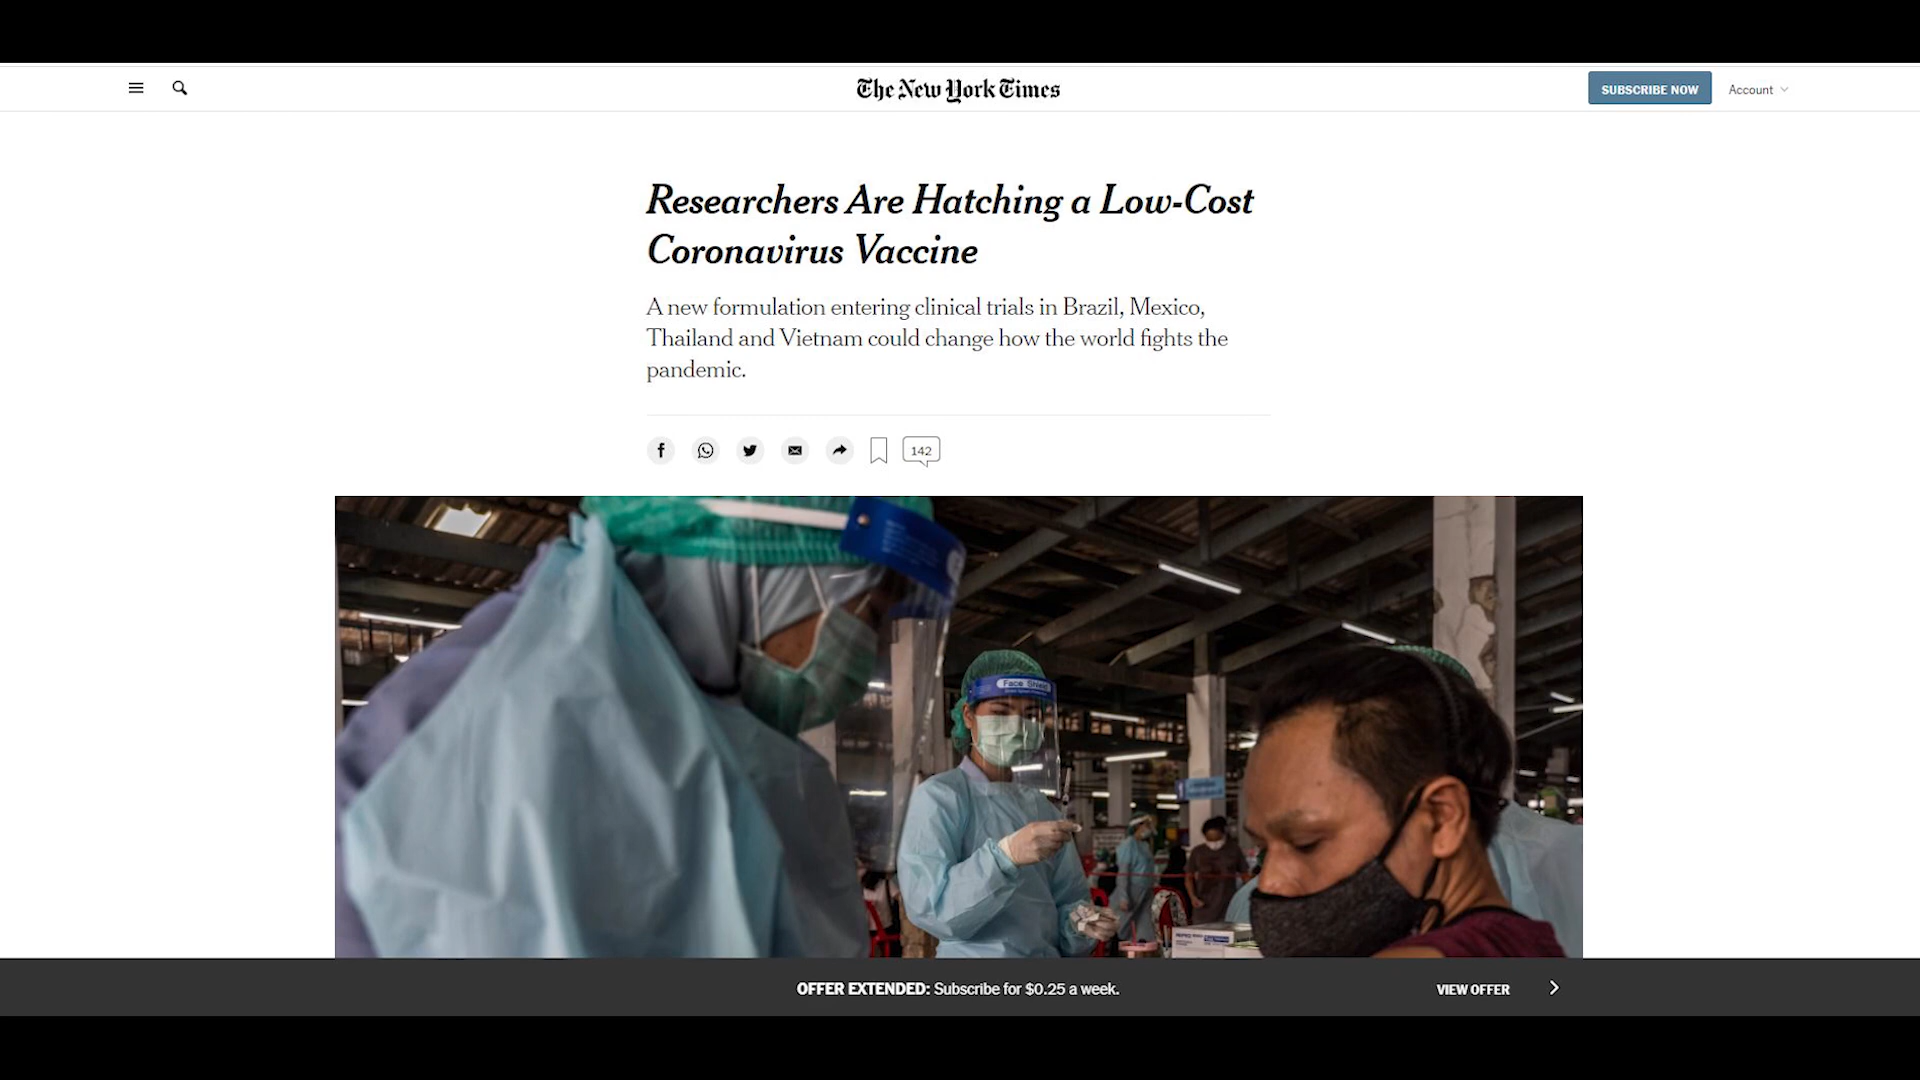 The New York Times
SUBSCRIBE NOW
Account
Researchers Are Hatching a Low-Cost
Coronavirus Vaccine
A new formulation entering clinical trials in Brazil, Mexico,
Thailand and Vietnam could change how the world fights the
pandemic.
142
Face Shield
OFFER EXTENDED: Subscribe for $0.25 a week.
VIEW OFFER